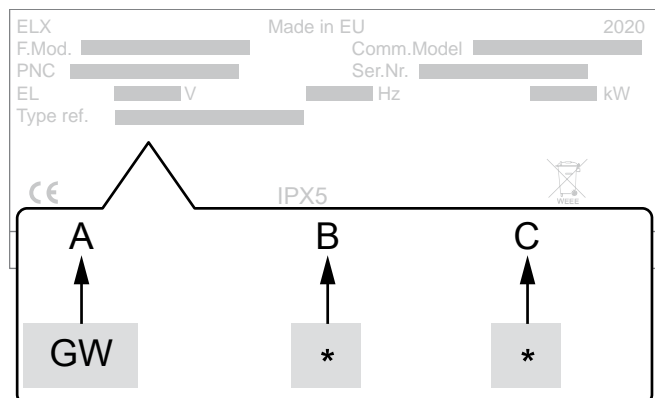 ELX Made in EU 2020
F.Mod. Comm.Model
PNC Ser.Nr.
EL V Hz kW
Type ref.
CE IPX5 WEEE
A B C
GW * *